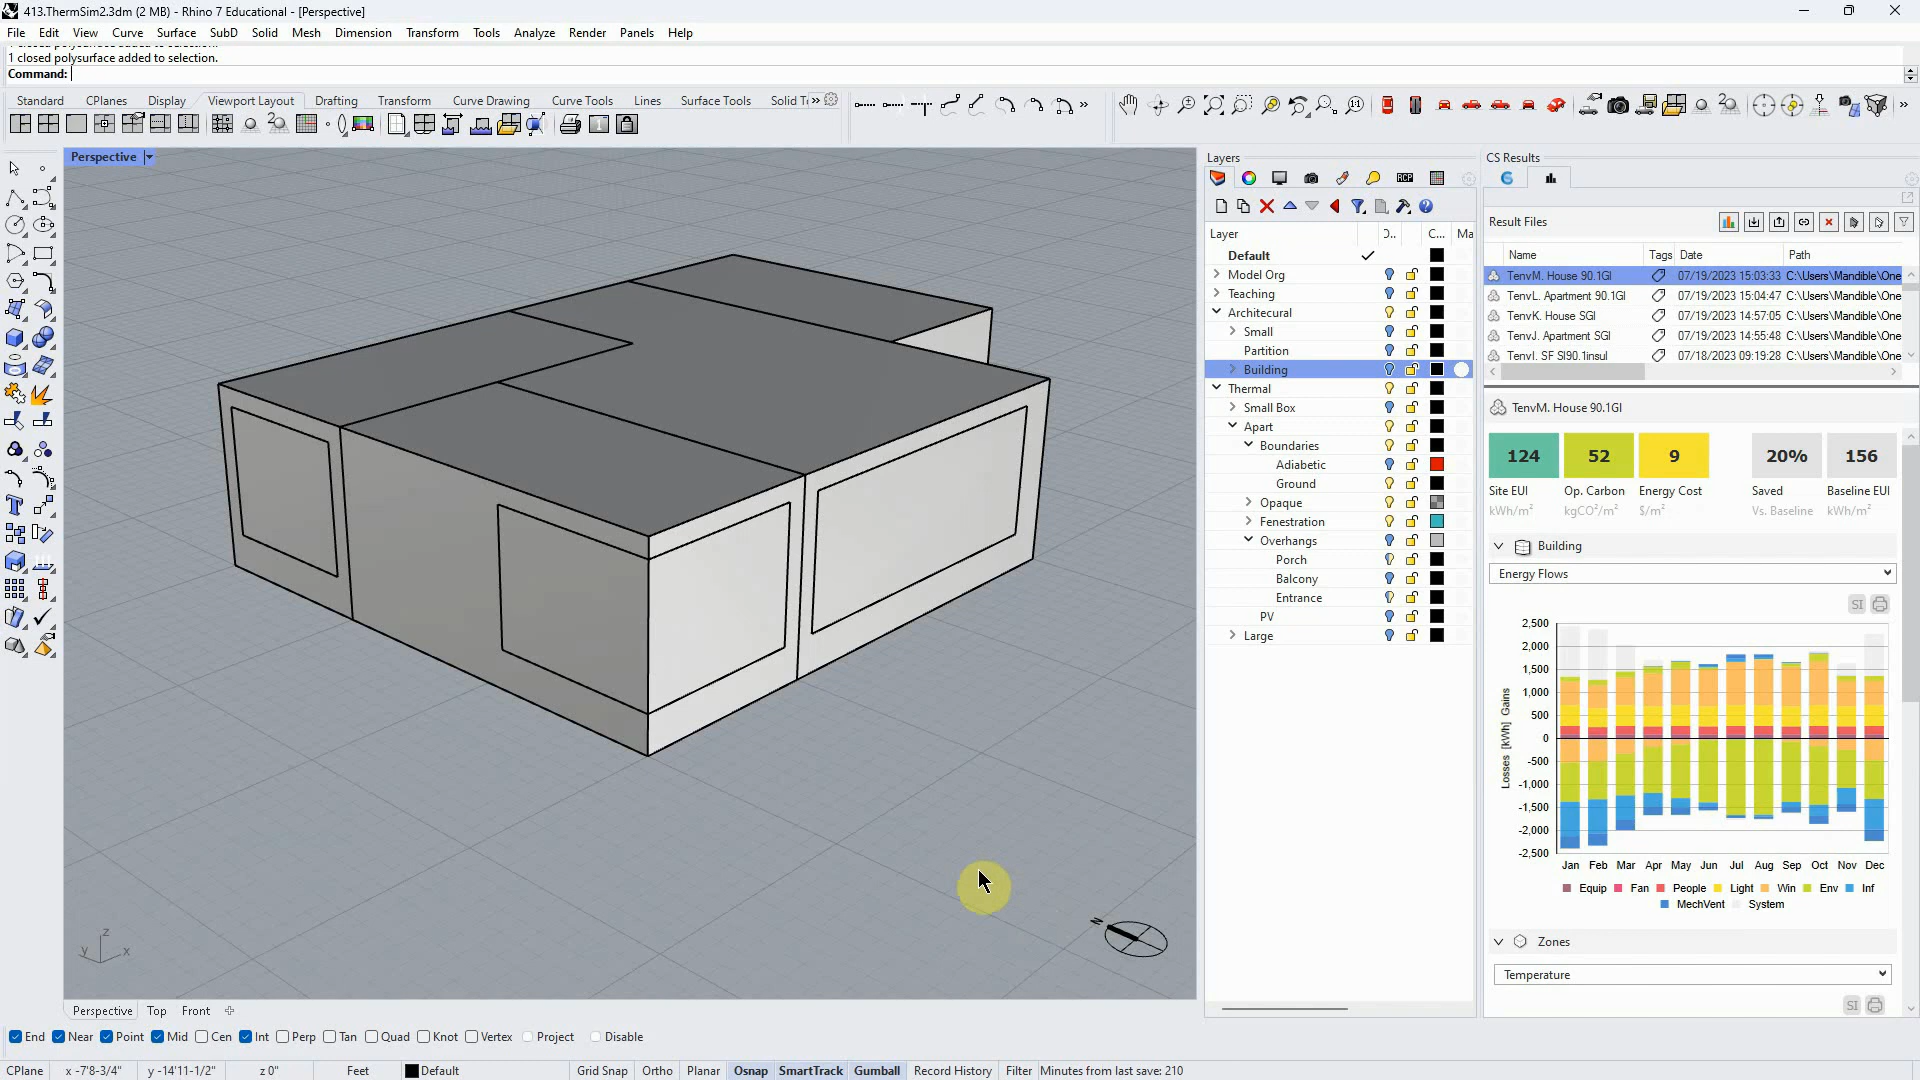 413.ThermSim2.3dm (2 MB) - Rhino 7 Educational - [Perspective]
File Edit View Curve Surface SubD Solid Mesh Dimension Transform Tools Analyze Render Panels Help
1 closed polysurface added to selection.
1 closed polysurface added to selection.
Command:
Standard CPlanes Display Viewport Layout Drafting Transform Curve Drawing Curve Tools Lines Surface Tools Solid T »
Perspective
Layers
RCP
Layer C... Ma
Default
Model Org
Teaching
Architecural
Small
Partition
Building
Thermal
Small Box
Apart
Boundaries
Adiabetic
Ground
Opaque
Fenestration
Overhangs
Porch
Balcony
Entrance
PV
Large
CS Results
Result Files
Name Tags Date Path
TenvM. House 90.1GI 07/19/2023 15:03:33 C:\Users\Mandible\One
TenvL. Apartment 90.1GI 07/19/2023 15:04:47 C:\Users\Mandible\One
TenvK. House SGI 07/19/2023 14:57:05 C:\Users\Mandible\One
TenvJ. Apartment SGI 07/19/2023 14:55:48 C:\Users\Mandible\One
TenvI. SF SI90.1insul 07/18/2023 09:19:28 C:\Users\Mandible\One
TenvM. House 90.1GI
124 52 9 20% 156
Site EUI Op. Carbon Energy Cost Saved Baseline EUI
kWh/m² kgCO²/m² $/m² Vs. Baseline kWh/m²
Building
Energy Flows
SI
2,500
2,000
1,500
1,000
500
0
-500
-1,000
-1,500
-2,000
-2,500
Losses [kWh] Gains
Jan Feb Mar Apr May Jun Jul Aug Sep Oct Nov Dec
Equip Fan People Light Win Env Inf
MechVent System
Zones
Temperature
SI
z
y x
N
Perspective Top Front
End Near Point Mid Cen Int Perp Tan Quad Knot Vertex Project Disable
CPlane x -7'8-3/4" y -14'11-1/2" z 0" Feet Default Grid Snap Ortho Planar Osnap SmartTrack Gumball Record History Filter Minutes from last save: 210